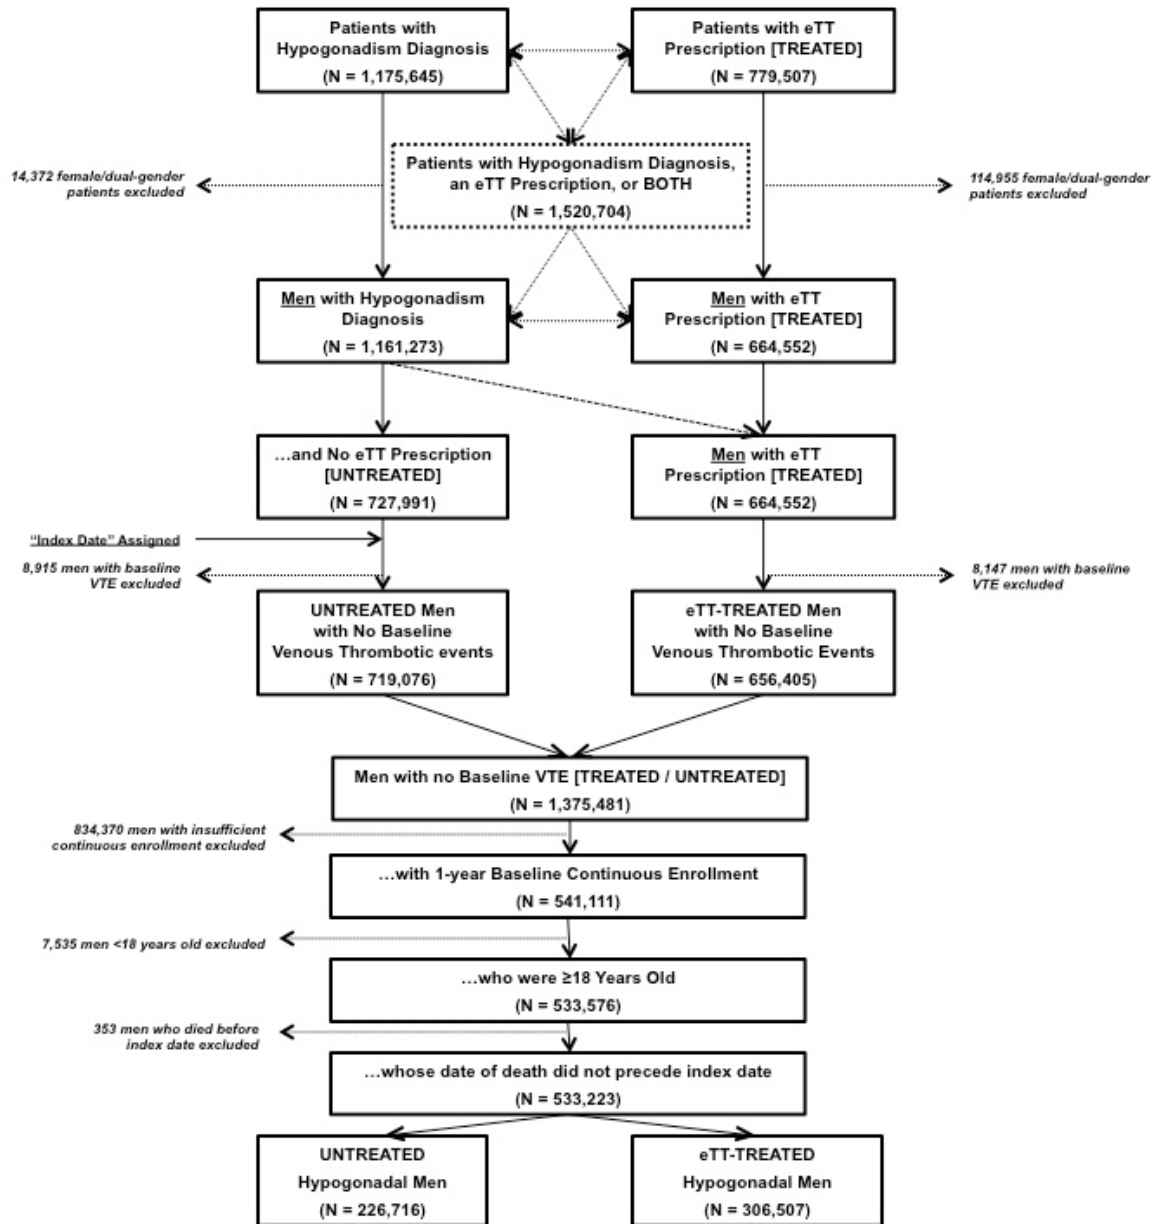 Patients with
Hypogonadism Diagnosis
(N = 1,175,645)
Patients with eTT
Prescription [TREATED]
(N = 779,507)
14,372 female/dual-gender
patients excluded
Patients with Hypogonadism Diagnosis,
an eTT Prescription, or BOTH
(N = 1,520,704)
114,955 female/dual-gender
patients excluded
Men with Hypogonadism
Diagnosis
(N = 1,161,273)
Men with eTT
Prescription [TREATED]
(N = 664,552)
...and No eTT Prescription
[UNTREATED]
(N = 727,991)
Men with eTT
Prescription [TREATED]
(N = 664,552)
"Index Date" Assigned
8,915 men with baseline
VTE excluded
8,147 men with baseline
VTE excluded
UNTREATED Men
with No Baseline
Venous Thrombotic events
(N = 719,076)
eTT-TREATED Men
with No Baseline
Venous Thrombotic Events
(N = 656,405)
Men with no Baseline VTE [TREATED / UNTREATED]
(N = 1,375,481)
834,370 men with insufficient
continuous enrollment excluded
...with 1-year Baseline Continuous Enrollment
(N = 541,111)
7,535 men <18 years old excluded
...who were ≥18 Years Old
(N = 533,576)
353 men who died before
index date excluded
...whose date of death did not precede index date
(N = 533,223)
UNTREATED
Hypogonadal Men
(N = 226,716)
eTT-TREATED
Hypogonadal Men
(N = 306,507)